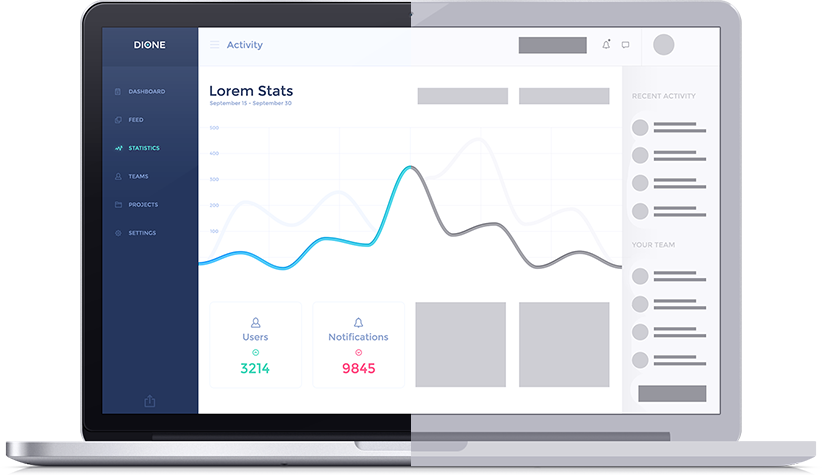 DIONE
Activity
DASHBOARD
FEED
STATISTICS
TEAMS
PROJECTS
SETTINGS
Lorem Stats
September 15 - September 30
500
400
300
200
100
Users
3214
Notifications
9845
RECENT ACTIVITY
YOUR TEAM